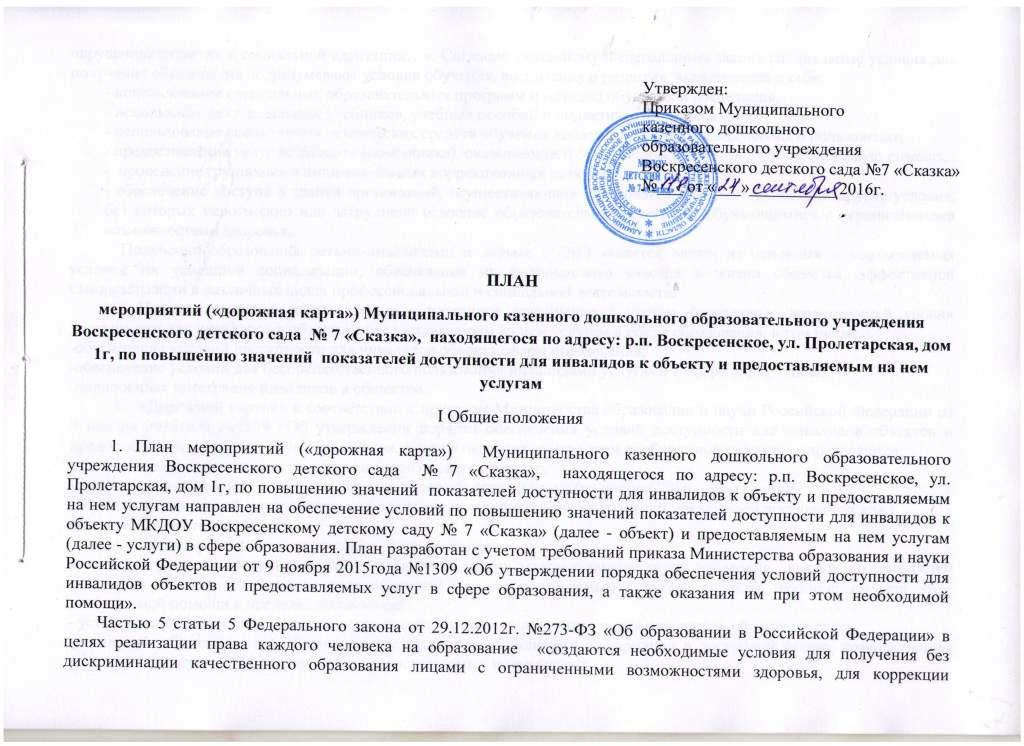 Утвержден:
Приказом Муниципального
казенного дошкольного
образовательного учреждения
Воскресенского детского сада №7 «Сказка»
№ 118 от « 24 » сентября 2016г.
МКДОУ
ДЕТСКИЙ САД
ПЛАН
мероприятий («дорожная карта») Муниципального казенного дошкольного образовательного учреждения
Воскресенского детского сада № 7 «Сказка», находящегося по адресу: р.п. Воскресенское, ул. Пролетарская, дом
1г, по повышению значений показателей доступности для инвалидов к объекту и предоставляемым на нем
услугам
I Общие положения
1. План мероприятий («дорожная карта») Муниципального казенного дошкольного образовательного
учреждения Воскресенского детского сада № 7 «Сказка», находящегося по адресу: р.п. Воскресенское, ул.
Пролетарская, дом 1г, по повышению значений показателей доступности для инвалидов к объекту и предоставляемым
на нем услугам направлен на обеспечение условий по повышению значений показателей доступности для инвалидов к
объекту МКДОУ Воскресенскому детскому саду № 7 «Сказка» (далее - объект) и предоставляемым на нем услугам
(далее - услуги) в сфере образования. План разработан с учетом требований приказа Министерства образования и науки
Российской Федерации от 9 ноября 2015года №1309 «Об утверждении порядка обеспечения условий доступности для
инвалидов объектов и предоставляемых услуг в сфере образования, а также оказания им при этом необходимой
помощи».
Частью 5 статьи 5 Федерального закона от 29.12.2012г. №273-ФЗ «Об образовании в Российской Федерации» в
целях реализации права каждого человека на образование «создаются необходимые условия для получения без
дискриминации качественного образования лицами с ограниченными возможностями здоровья, для коррекции